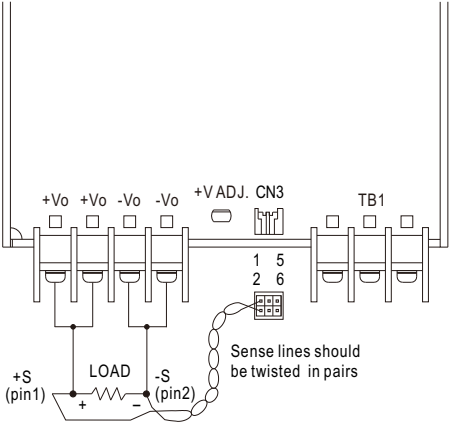 +Vo +Vo -Vo -Vo
+V ADJ. CN3
TB1
1 5
2 6
Sense lines should
be twisted in pairs
+S
(pin1)
LOAD
+ −
-S
(pin2)